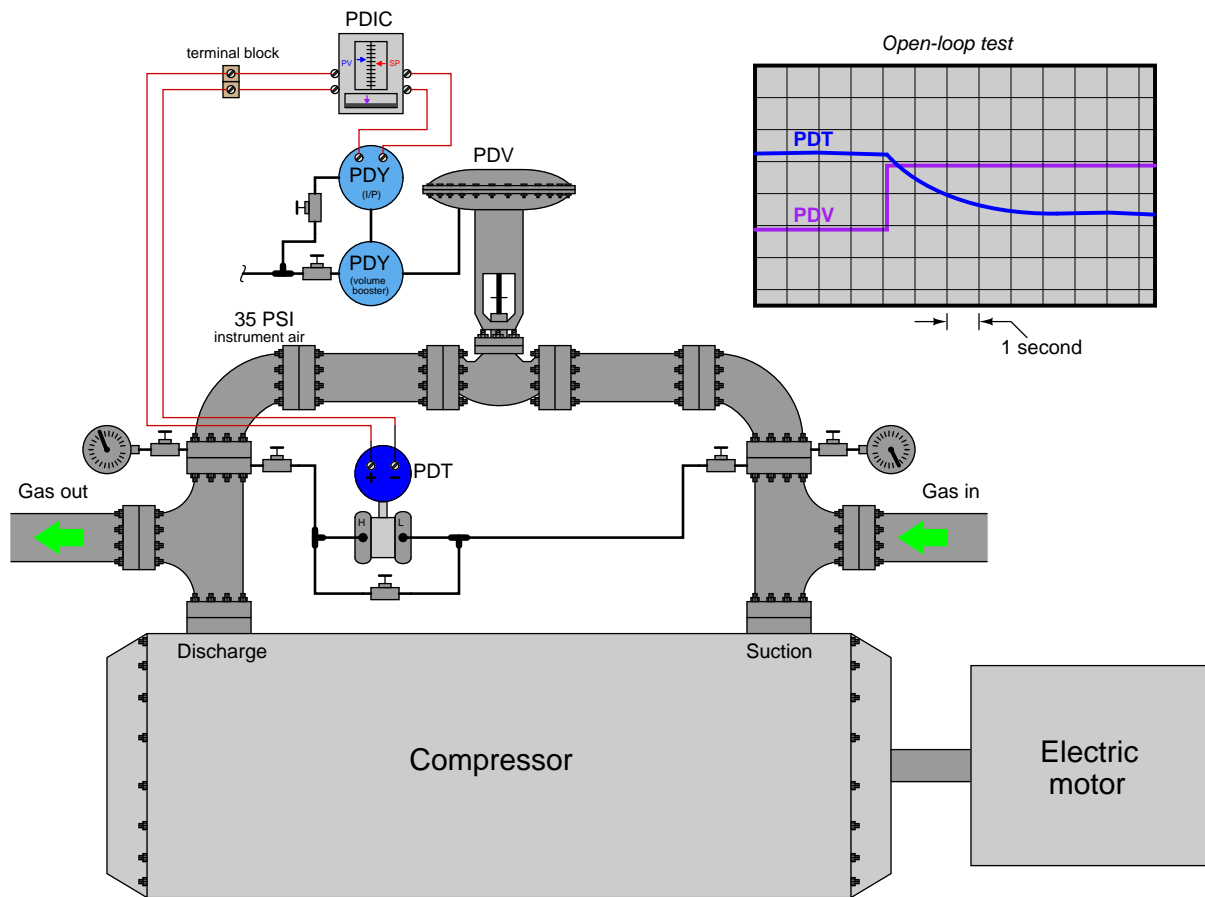 PDIC
terminal block
PV
SP
PDY
(I/P)
PDV
PDY
(volume
booster)
35 PSI
instrument air
Open-loop test
PDT
PDV
1 second
PDT
+
−
H
L
Gas out
Gas in
Discharge
Suction
Compressor
Electric
motor